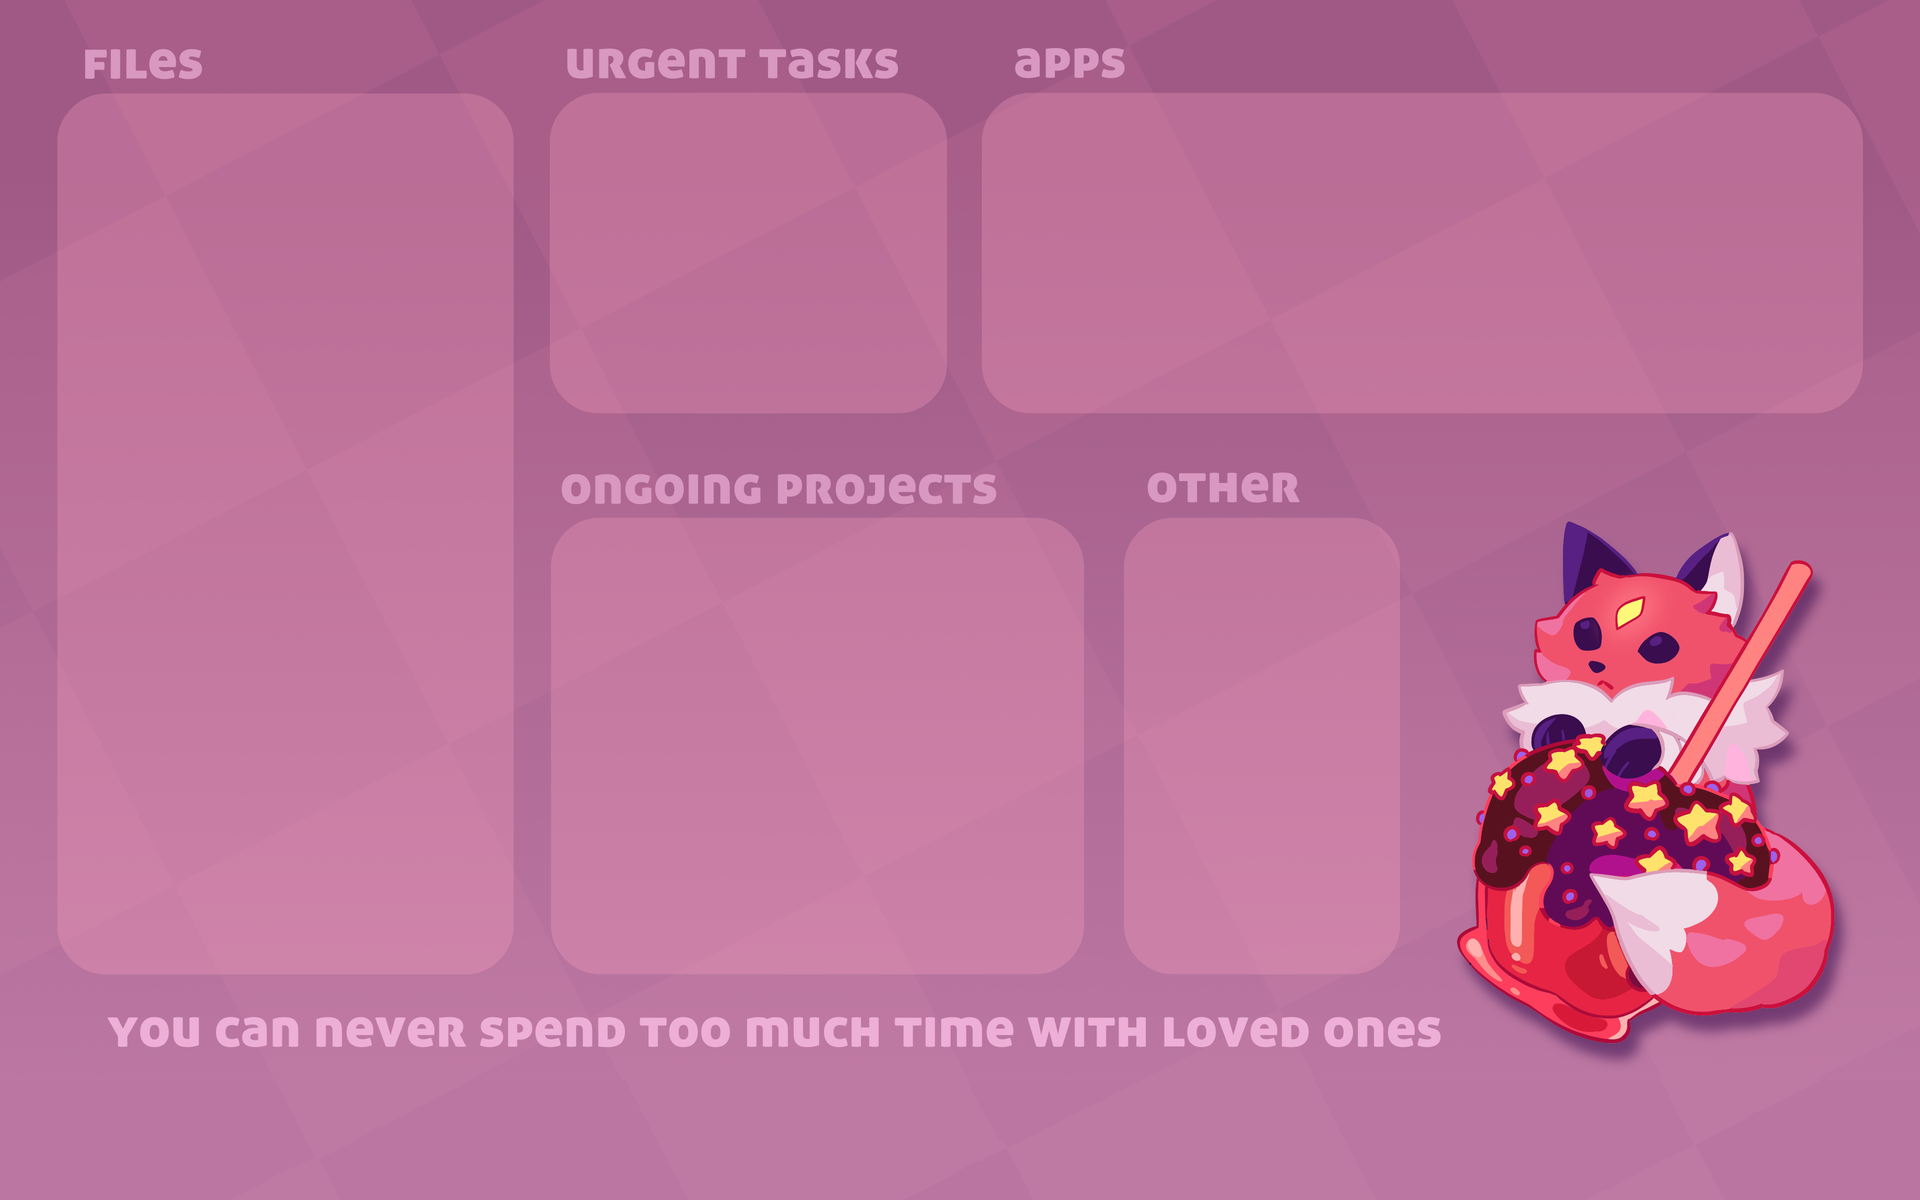 FILes
URGenT TasKs
apps
OnGOInG PROJeCTs
OTHeR
YOU Can neveR spenD TOO mUCH TIme WITH LOveD Ones